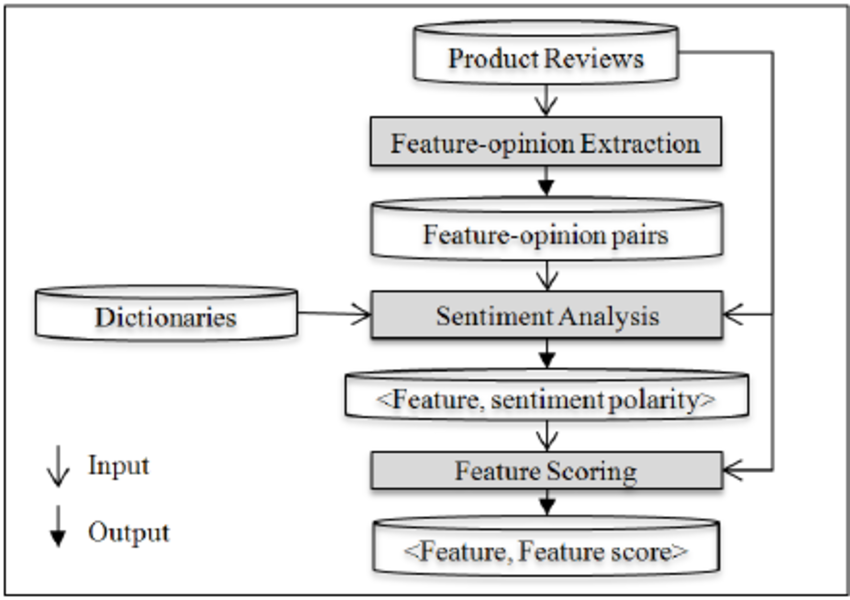 Product Reviews
Feature-opinion Extraction
Feature-opinion pairs
Dictionaries
Sentiment Analysis
<Feature, sentiment polarity>
Input
Feature Scoring
Output
<Feature, Feature score>